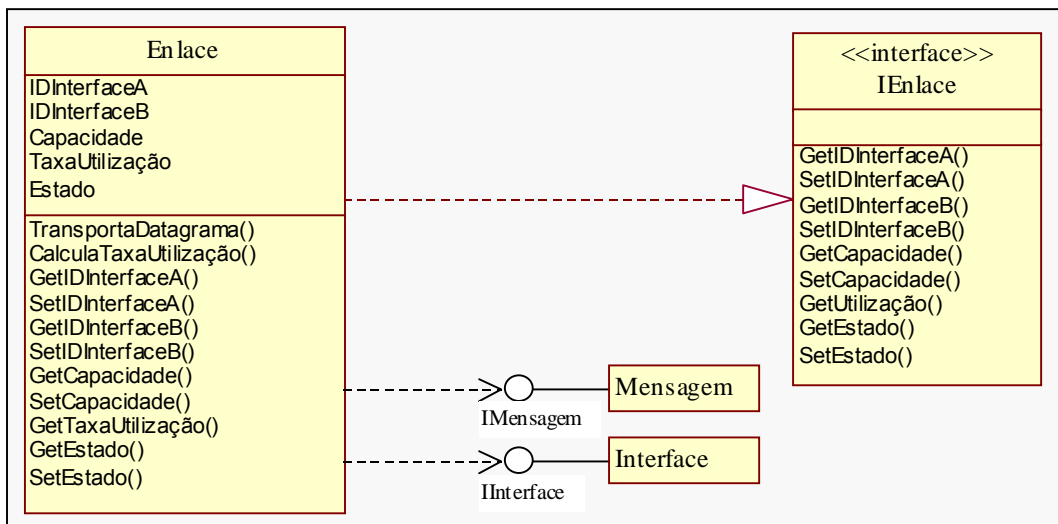 Enlace
IDInterfaceA
IDInterfaceB
Capacidade
TaxaUtilização
Estado
TransportaDatagrama()
CalculaTaxaUtilização()
GetIDInterfaceA()
SetIDInterfaceA()
GetIDInterfaceB()
SetIDInterfaceB()
GetCapacidade()
SetCapacidade()
GetTaxaUtilização()
GetEstado()
SetEstado()
<<interface>>
IEnlace
GetIDInterfaceA()
SetIDInterfaceA()
GetIDInterfaceB()
SetIDInterfaceB()
GetCapacidade()
SetCapacidade()
GetUtilização()
GetEstado()
SetEstado()
IMensagem
Mensagem
IInterface
Interface